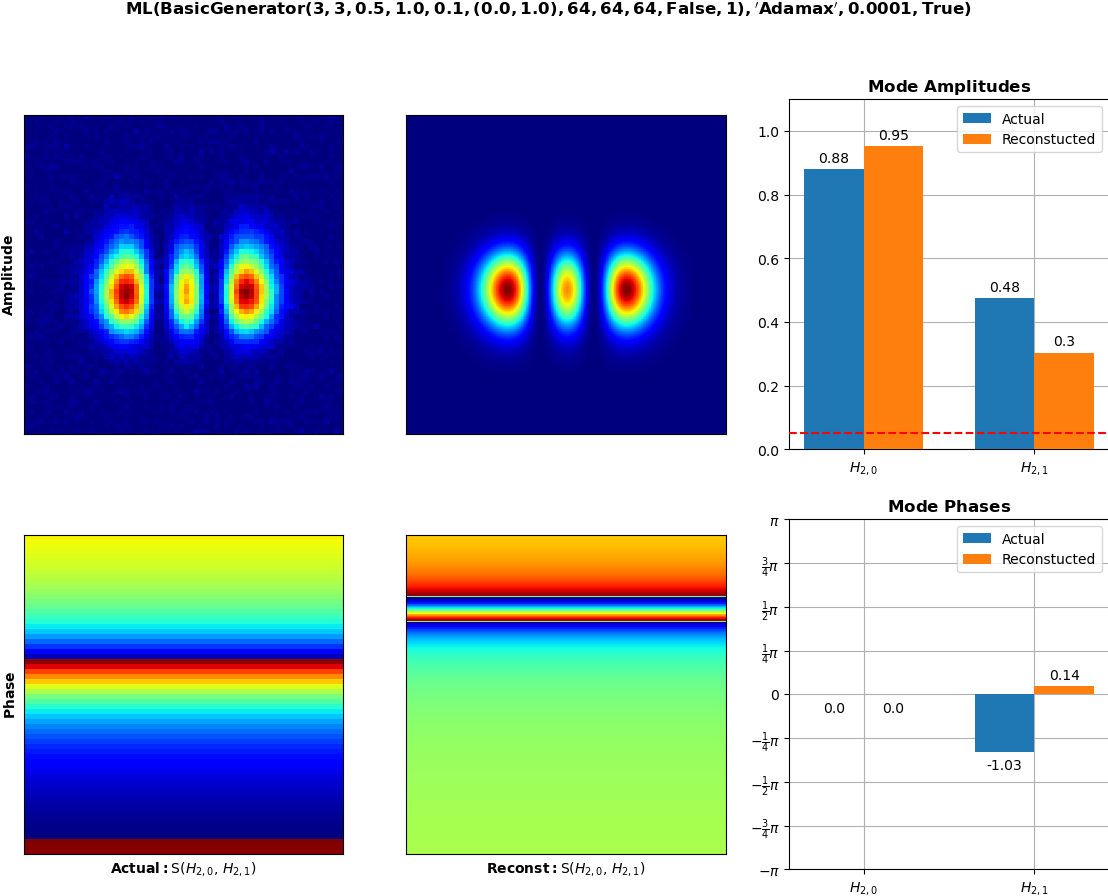 ML(BasicGenerator(3, 3, 0.5, 1.0, 0.1, (0.0, 1.0), 64, 64, 64, False, 1), ′Adamax′, 0.0001, True)
Amplitude
Mode Amplitudes
Actual
Reconstucted
1.0
0.8
0.6
0.4
0.2
0.0
0.88
0.95
0.48
0.3
H2,0
H2,1
Phase
Actual: S(H2,0, H2,1)
Reconst: S(H2,0, H2,1)
Mode Phases
Actual
Reconstucted
π
3/4π
1/2π
1/4π
0
−1/4π
−1/2π
−3/4π
−π
0.0
0.0
-1.03
0.14
H2,0
H2,1